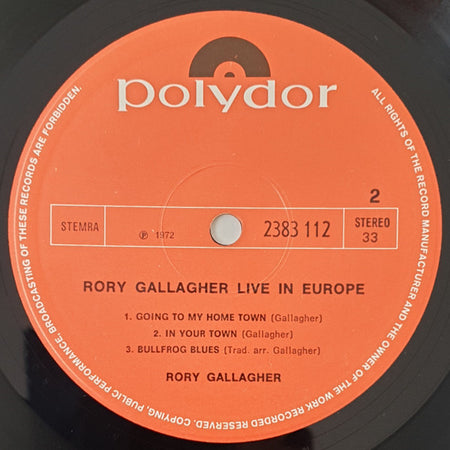 polydor
2
STEMRA
℗ 1972
2383 112
STEREO
33
RORY GALLAGHER LIVE IN EUROPE
1. GOING TO MY HOME TOWN (Gallagher)
2. IN YOUR TOWN (Gallagher)
3. BULLFROG BLUES (Trad. arr. Gallagher)
RORY GALLAGHER
ALL RIGHTS OF THE RECORD MANUFACTURER AND THE OWNER OF THE WORK RECORDED RESERVED. COPYING, PUBLIC PERFORMANCE, BROADCASTING OF THESE RECORDS ARE FORBIDDEN.